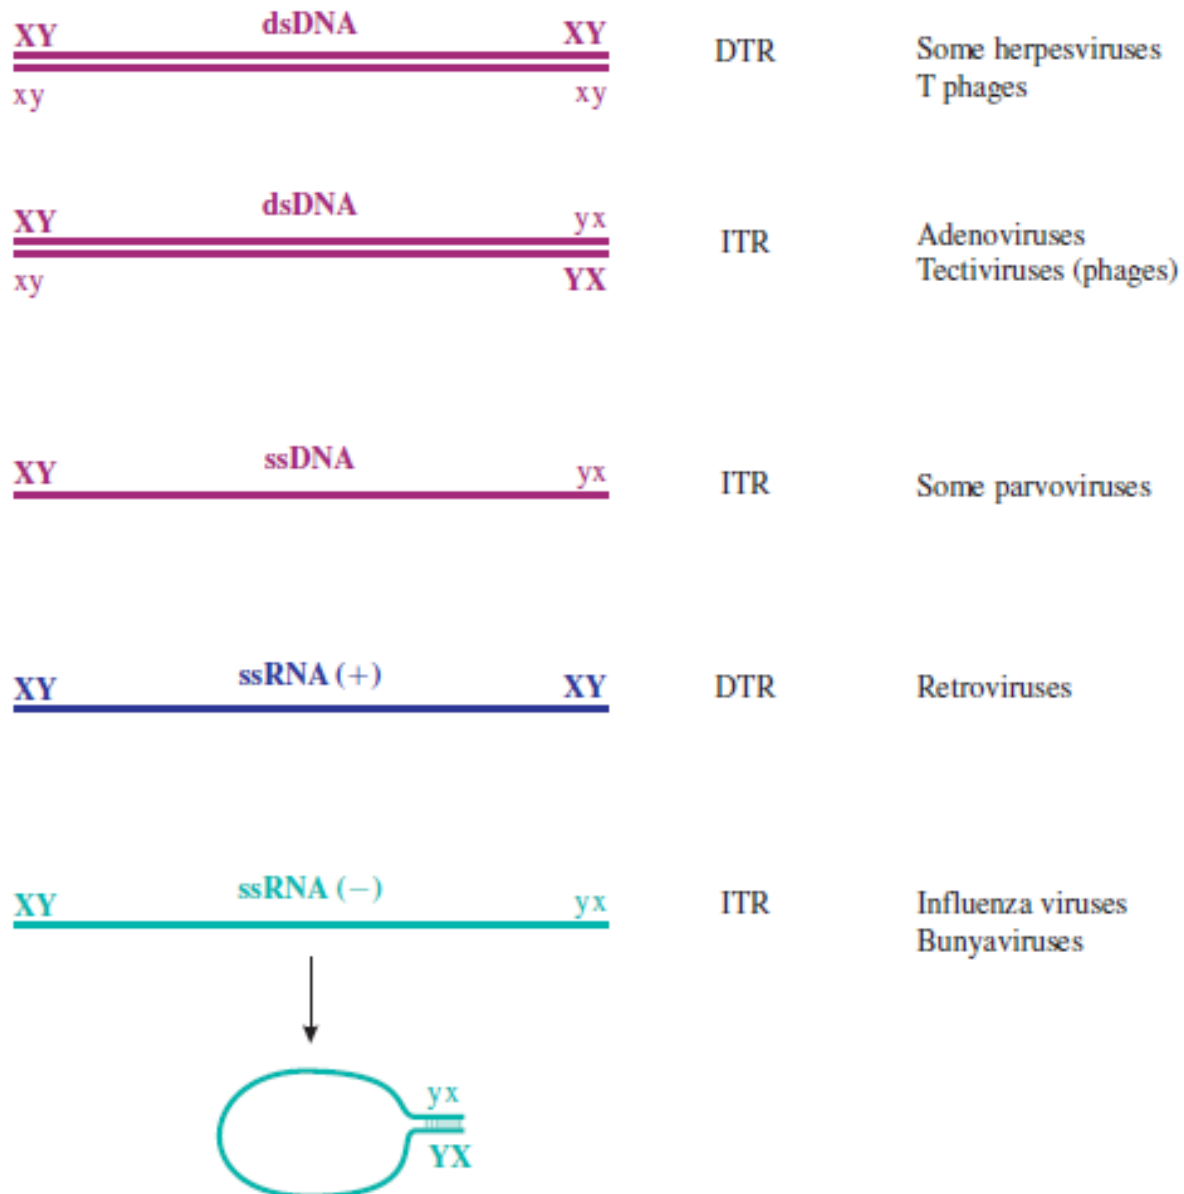 dsDNA
XY XY DTR Some herpesviruses
xy xy T phages
dsDNA
XY yx ITR Adenoviruses
xy YX Tectiviruses (phages)
ssDNA
XY yx ITR Some parvoviruses
ssRNA (+)
XY XY DTR Retroviruses
ssRNA (−)
XY yx ITR Influenza viruses
Bunyaviruses
yx
YX